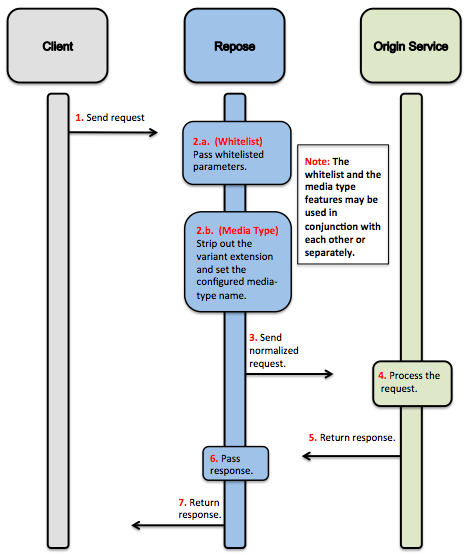 Client
Repose
Origin Service
1. Send request
2.a. (Whitelist)
Pass whitelisted
parameters.
Note: The
whitelist and the
media type
features may be
used in
conjunction with
each other or
separately.
2.b. (Media Type)
Strip out the
variant extension
and set the
configured media-
type name.
3. Send
normalized
request.
4. Process the
request.
5. Return response.
6. Pass
response.
7. Return
response.